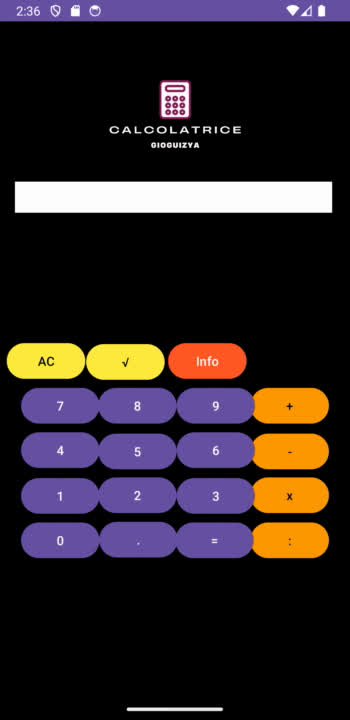 2:36
CALCOLATRICE
GIOGUIZYA
AC √ Info
7 8 9 +
4 5 6 -
1 2 3 x
0 . = :